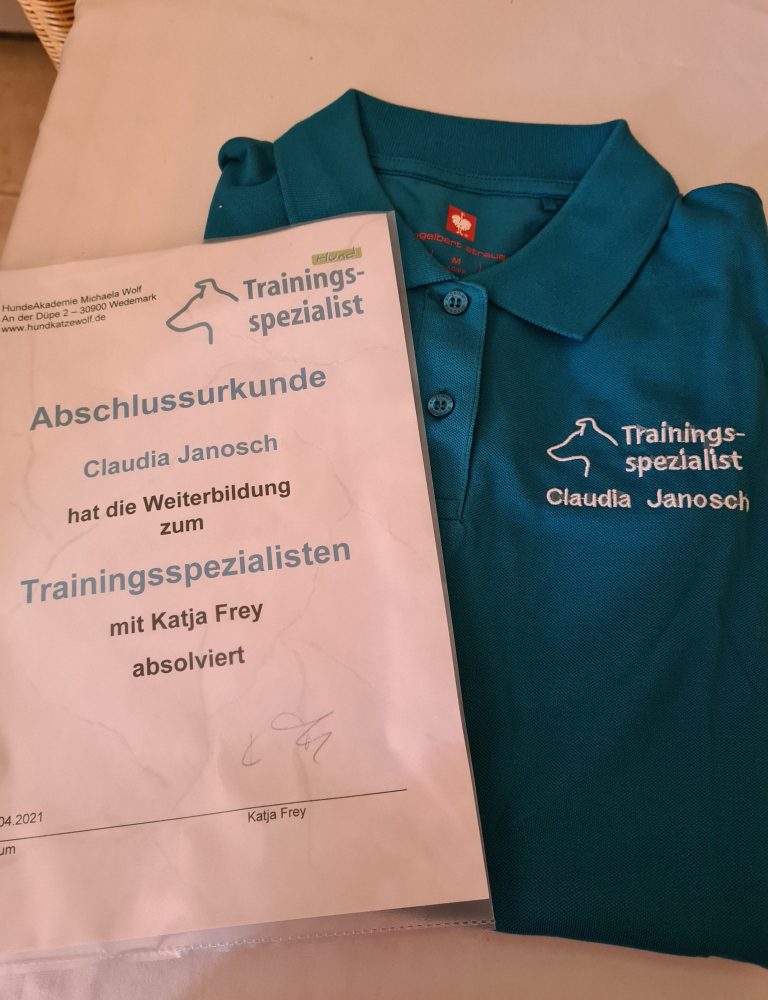 Hund
HundeAkademie Michaela Wolf
An der Düpe 2 – 30900 Wedemark
www.hundkatzewolf.de
Trainings-
spezialist
Abschlussurkunde
Claudia Janosch
hat die Weiterbildung
zum
Trainingsspezialisten
mit Katja Frey
absolviert
04.2021
Katja Frey
um
M
Trainings-
spezialist
Claudia Janosch